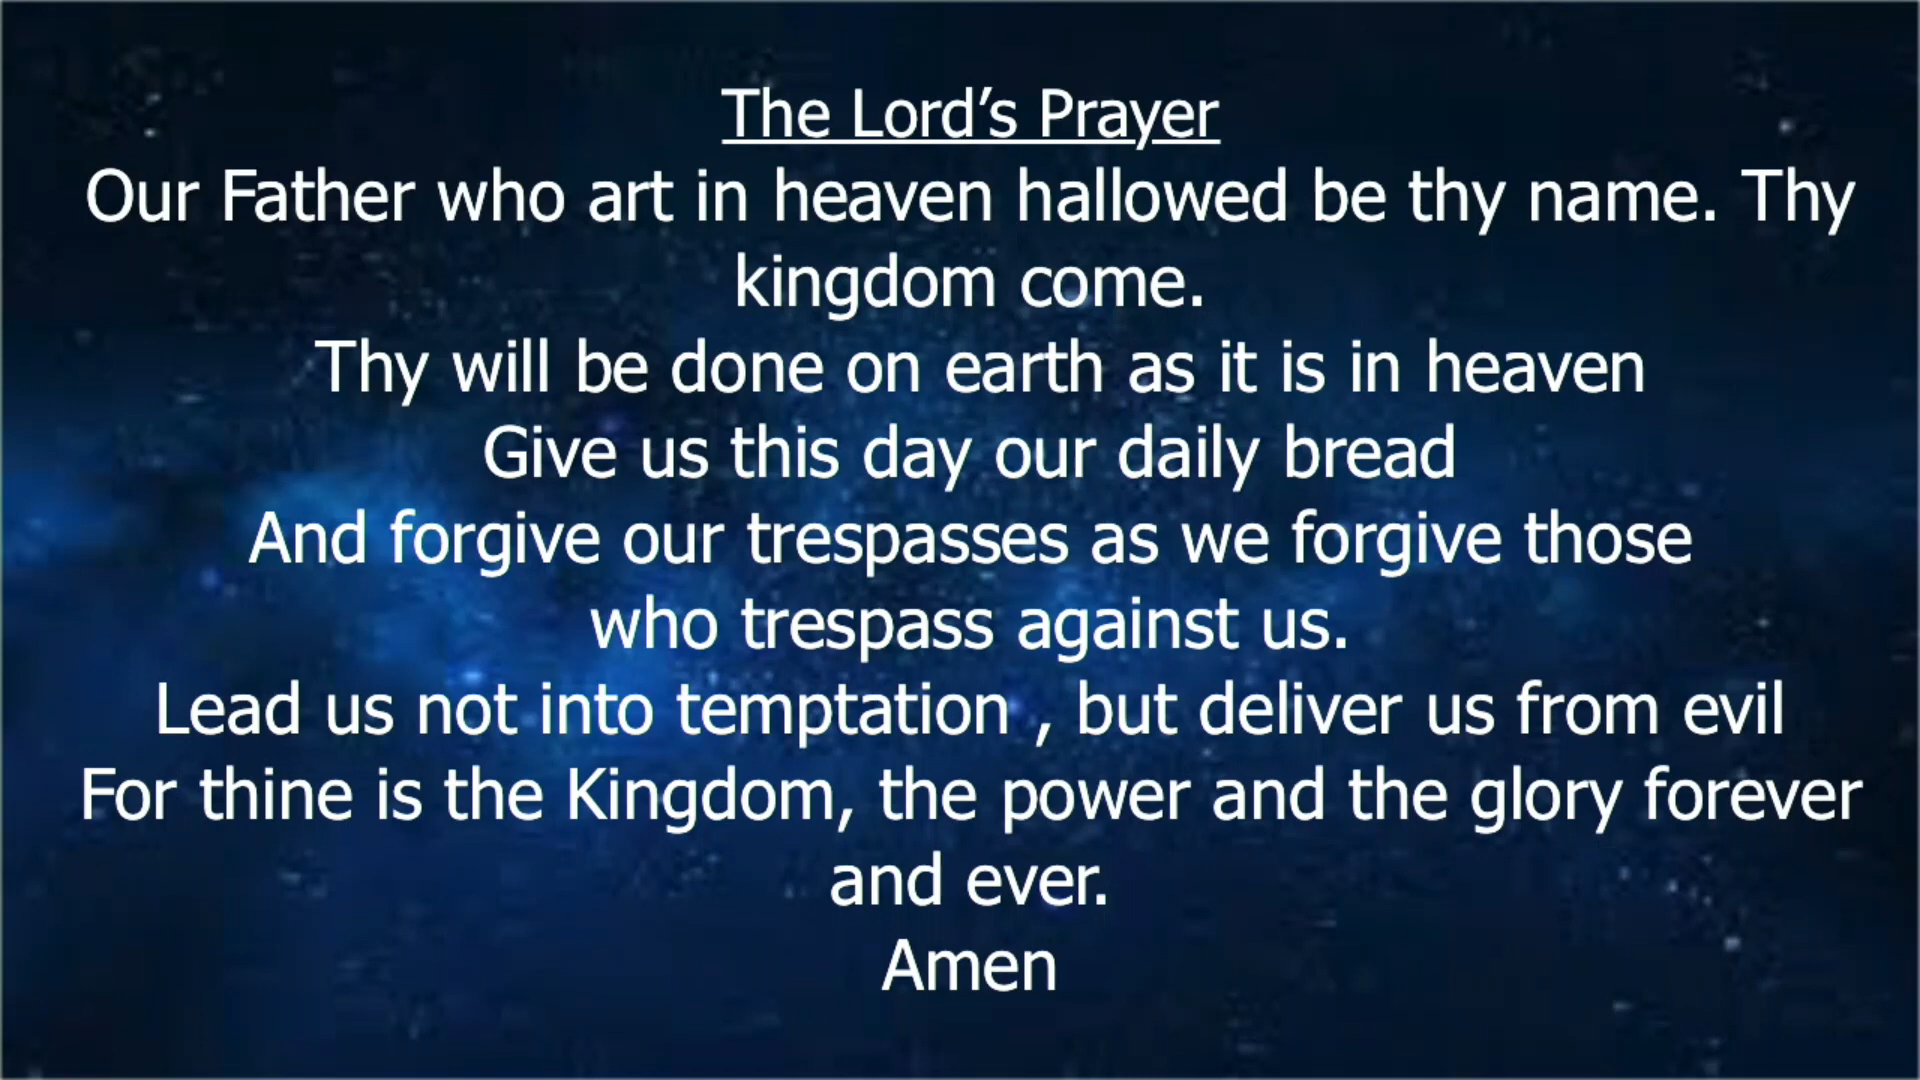 The Lord’s Prayer
Our Father who art in heaven hallowed be thy name. Thy
kingdom come.
Thy will be done on earth as it is in heaven
Give us this day our daily bread
And forgive our trespasses as we forgive those
who trespass against us.
Lead us not into temptation , but deliver us from evil
For thine is the Kingdom, the power and the glory forever
and ever.
Amen